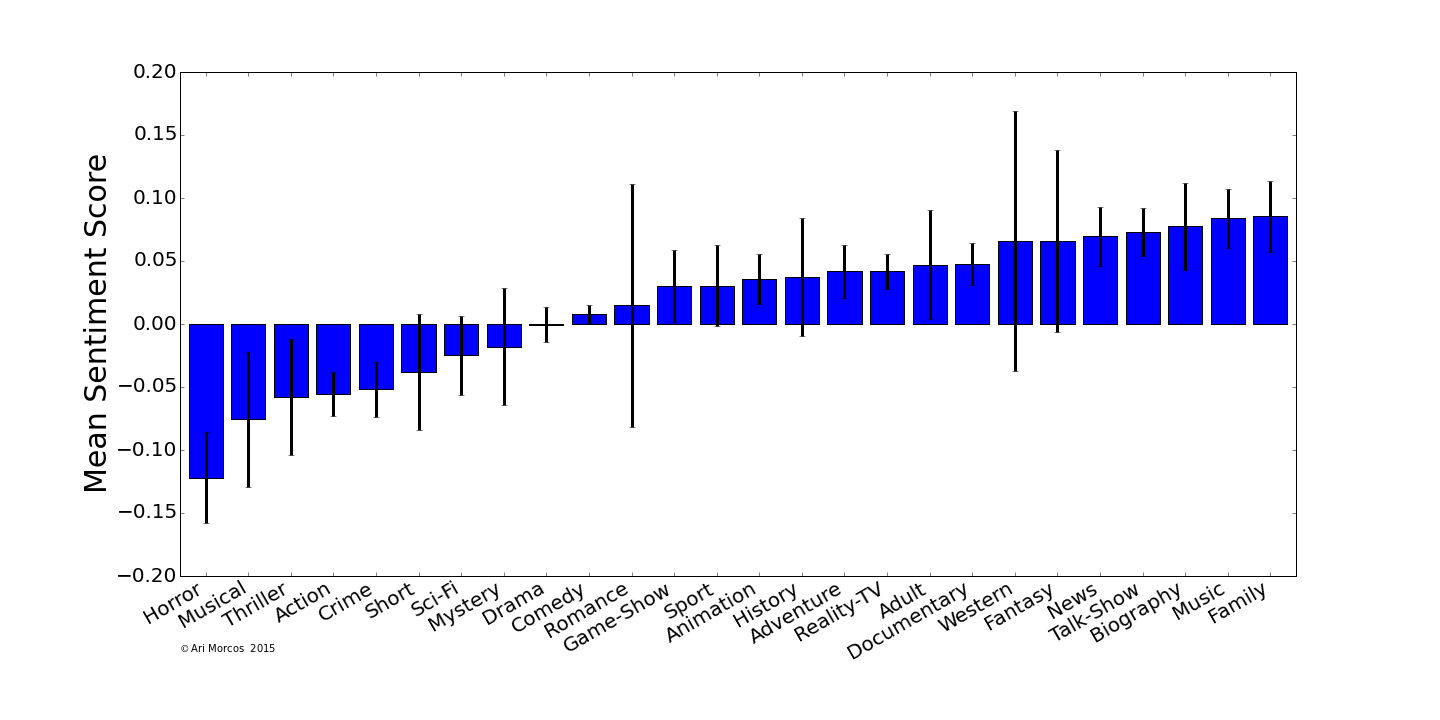 Mean Sentiment Score
0.20
0.15
0.10
0.05
0.00
−0.05
−0.10
−0.15
−0.20
Horror
Musical
Thriller
Action
Crime
Short
Sci-Fi
Mystery
Drama
Comedy
Romance
Game-Show
Sport
Animation
History
Adventure
Reality-TV
Adult
Documentary
Western
Fantasy
News
Talk-Show
Biography
Music
Family
© Ari Morcos 2015